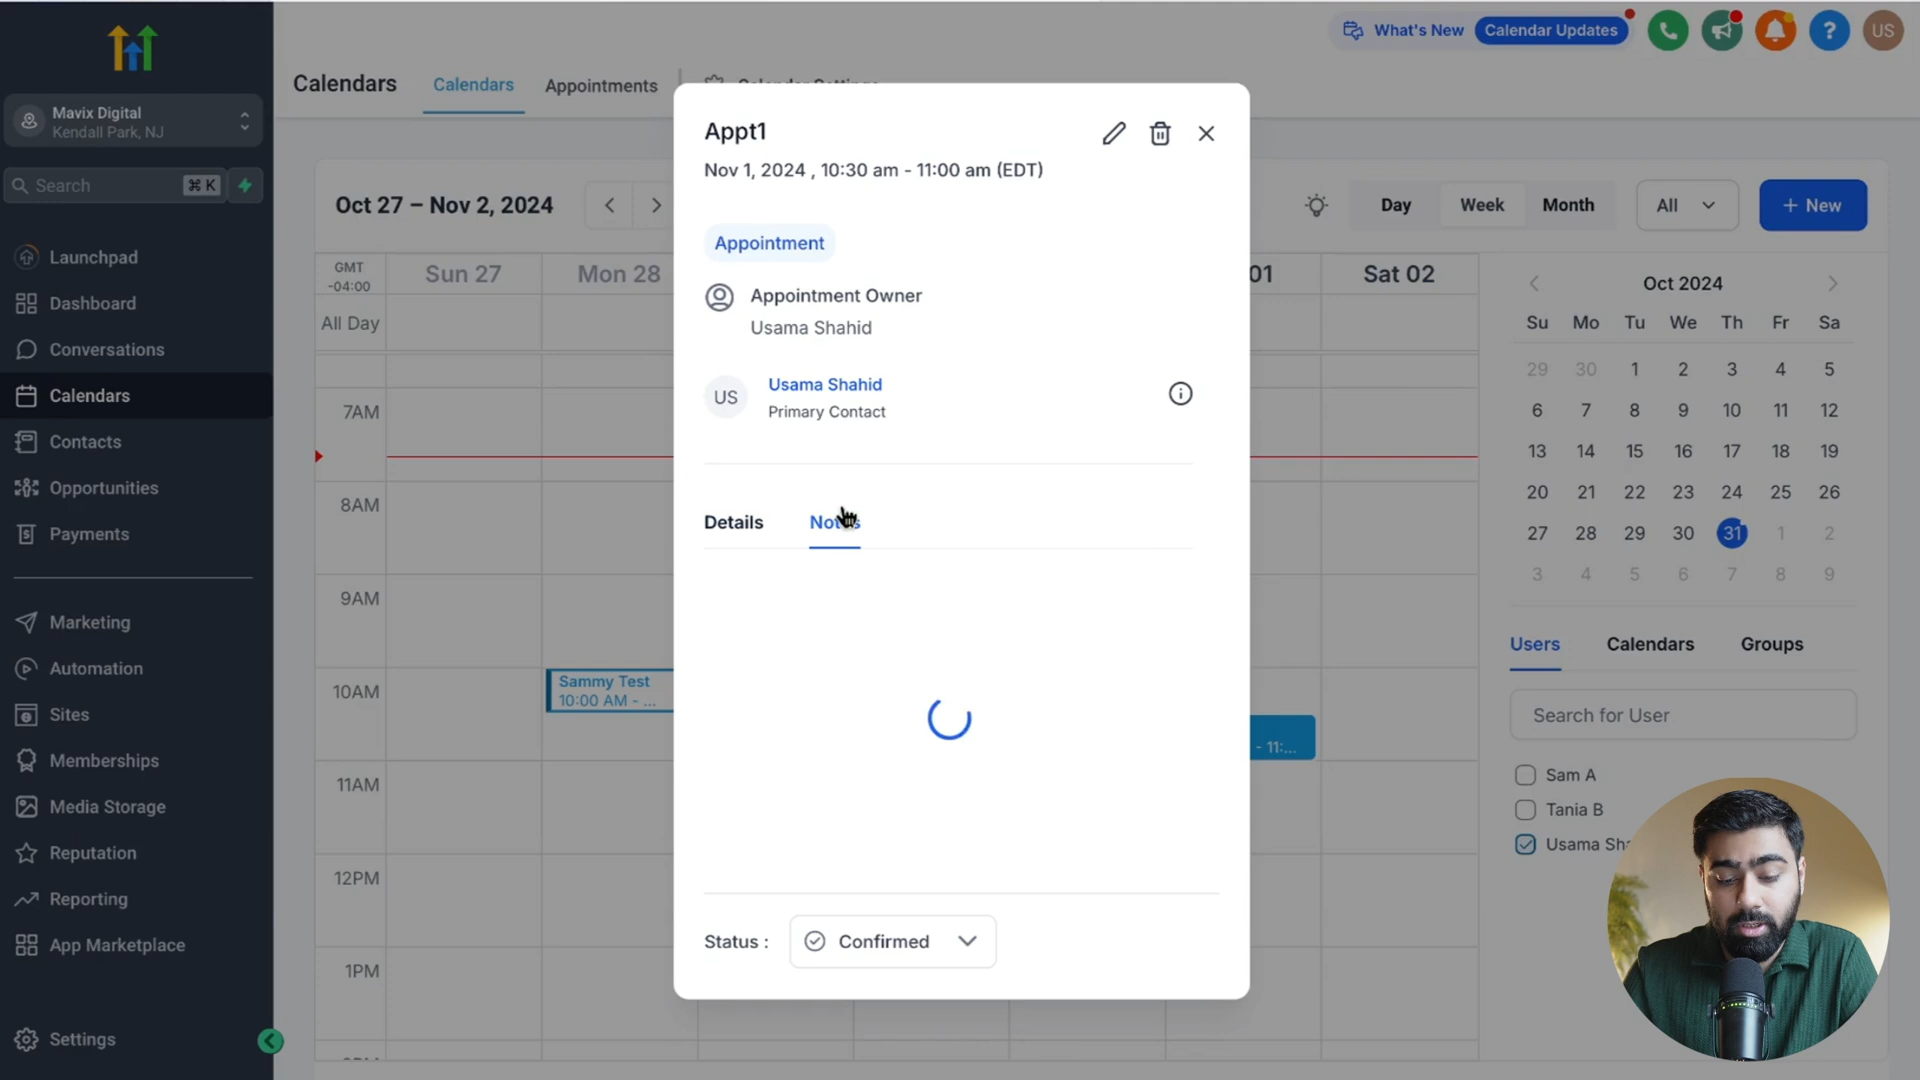 Mavix Digital
Kendall Park, NJ
Search
⌘ K
Launchpad
Dashboard
Conversations
Calendars
Contacts
Opportunities
Payments
Marketing
Automation
Sites
Memberships
Media Storage
Reputation
Reporting
App Marketplace
Settings
What's New
Calendar Updates
?
US
Calendars
Calendars
Appointments
Calendar Settings
Oct 27 – Nov 2, 2024
Day
Week
Month
All
+ New
GMT
-04:00
Sun 27
Mon 28
01
Sat 02
All Day
7AM
8AM
9AM
10AM
11AM
12PM
1PM
Sammy Test
10:00 AM - ...
- 11:...
Appt1
Nov 1, 2024 , 10:30 am - 11:00 am (EDT)
Appointment
Appointment Owner
Usama Shahid
US
Usama Shahid
Primary Contact
Details
Notes
Status :
Confirmed
Oct 2024
Su Mo Tu We Th Fr Sa
29 30 1 2 3 4 5
6 7 8 9 10 11 12
13 14 15 16 17 18 19
20 21 22 23 24 25 26
27 28 29 30 31 1 2
3 4 5 6 7 8 9
Users
Calendars
Groups
Search for User
Sam A
Tania B
Usama Sha